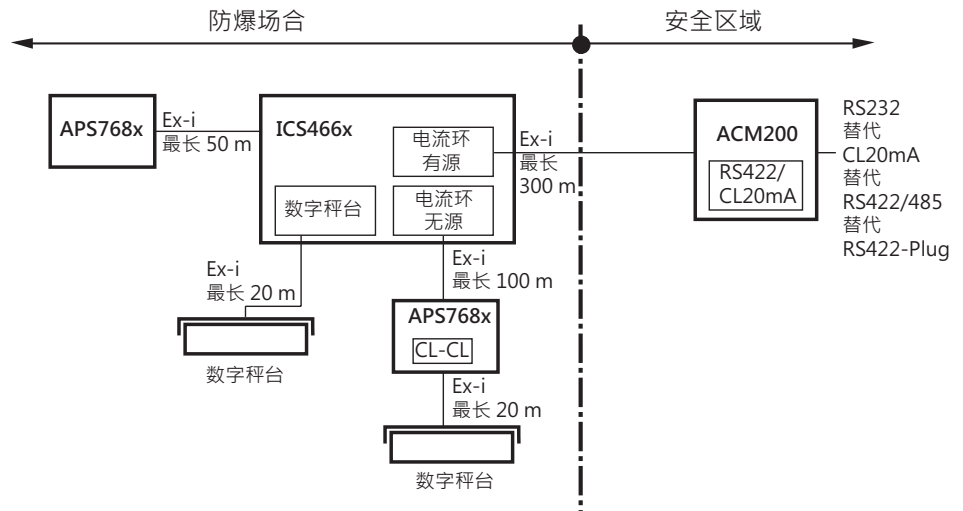 防爆场合
安全区域
APS768x
Ex-i
最长 50 m
ICS466x
电流环
有源
数字秤台
电流环
无源
Ex-i
最长
300 m
ACM200
RS422/
CL20mA
RS232
替代
CL20mA
替代
RS422/485
替代
RS422-Plug
Ex-i
最长 20 m
数字秤台
Ex-i
最长 100 m
APS768x
CL-CL
Ex-i
最长 20 m
数字秤台